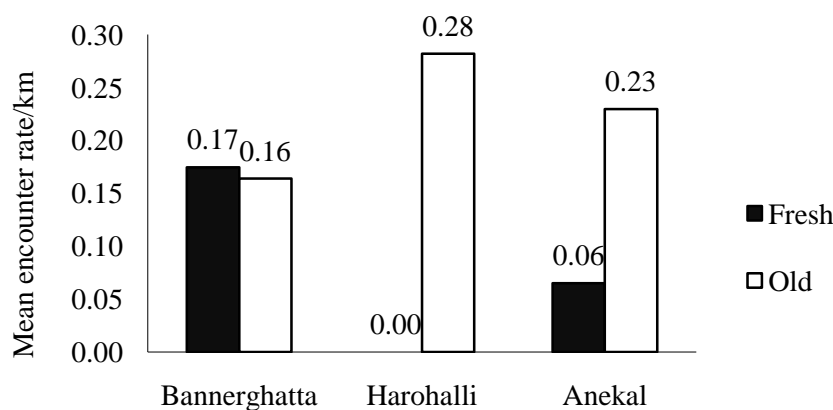 Mean encounter rate/km
0.30
0.25
0.20
0.15
0.10
0.05
0.00
0.17
0.16
0.00
0.28
0.06
0.23
Bannerghatta
Harohalli
Anekal
Fresh
Old